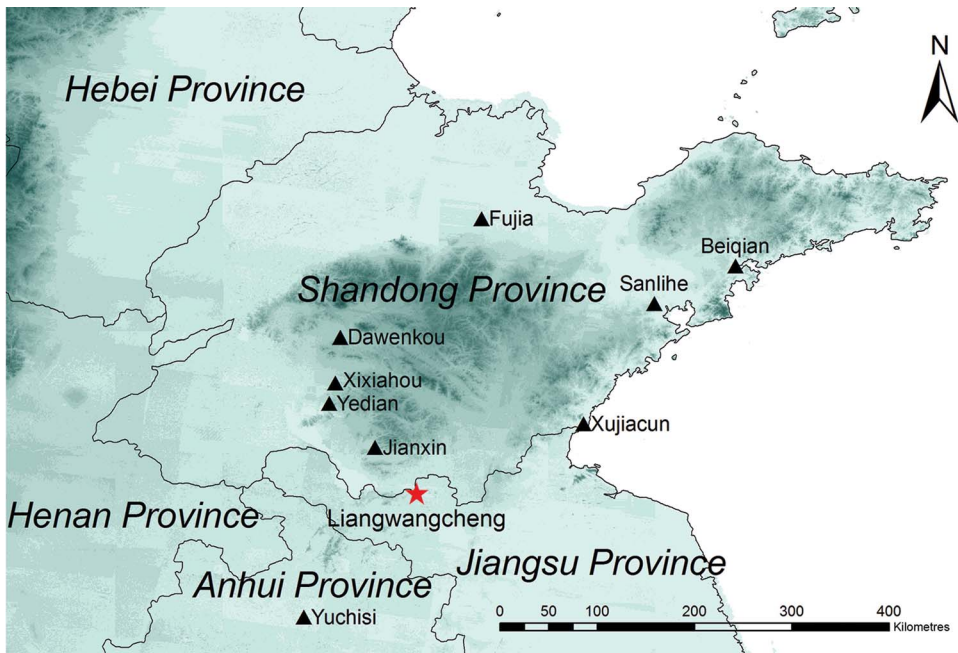 N
Hebei Province
Fujia
Beiqian
Shandong Province
Sanlihe
Dawenkou
Xixiahou
Yedian
Xujiacun
Jianxin
Liangwangcheng
Henan Province
Jiangsu Province
Anhui Province
Yuchisi
0 50 100 200 300 400
Kilometres